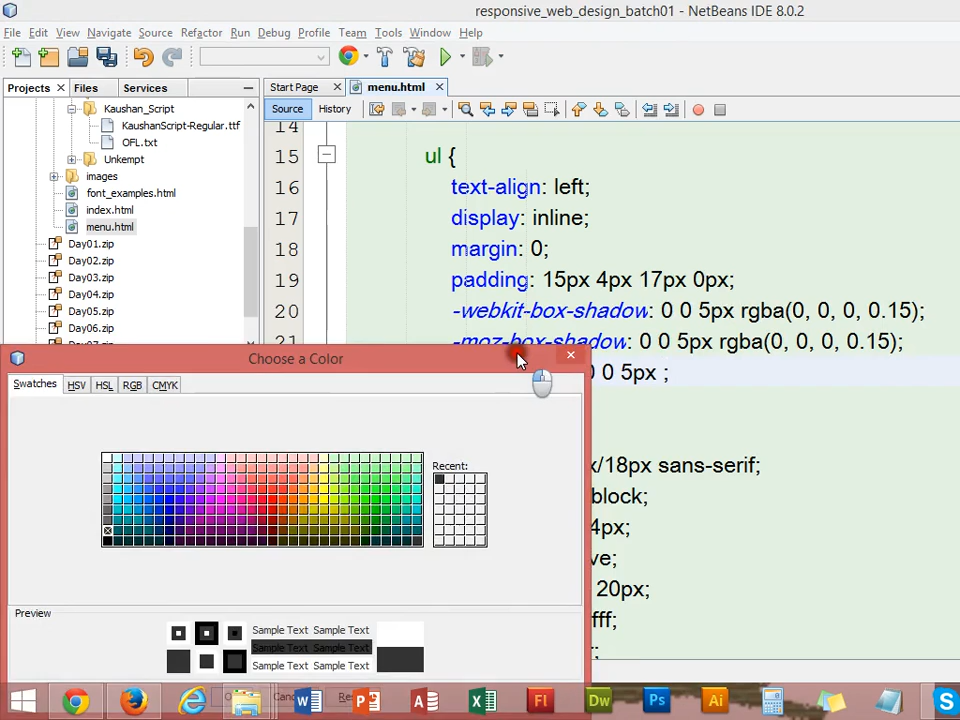 responsive_web_design_batch01 - NetBeans IDE 8.0.2
File Edit View Navigate Source Refactor Run Debug Profile Team Tools Window Help
Projects Files Services
Start Page menu.html
Source History
Kaushan_Script
KaushanScript-Regular.ttf
OFL.txt
Unkempt
images
font_examples.html
index.html
menu.html
Day01.zip
Day02.zip
Day03.zip
Day04.zip
Day05.zip
Day06.zip
14
15 ul {
16 text-align: left;
17 display: inline;
18 margin: 0;
19 padding: 15px 4px 17px 0px;
20 -webkit-box-shadow: 0 0 5px rgba(0, 0, 0, 0.15);
21 -moz-box-shadow: 0 0 5px rgba(0, 0, 0, 0.15);
0 0 5px ;
x/18px sans-serif;
block;
4px;
ve;
20px;
fff;
Choose a Color
Swatches HSV HSL RGB CMYK
Recent:
Preview
Sample Text Sample Text
Sample Text Sample Text
Sample Text Sample Text
W P A X Fl Dw Ps Ai S